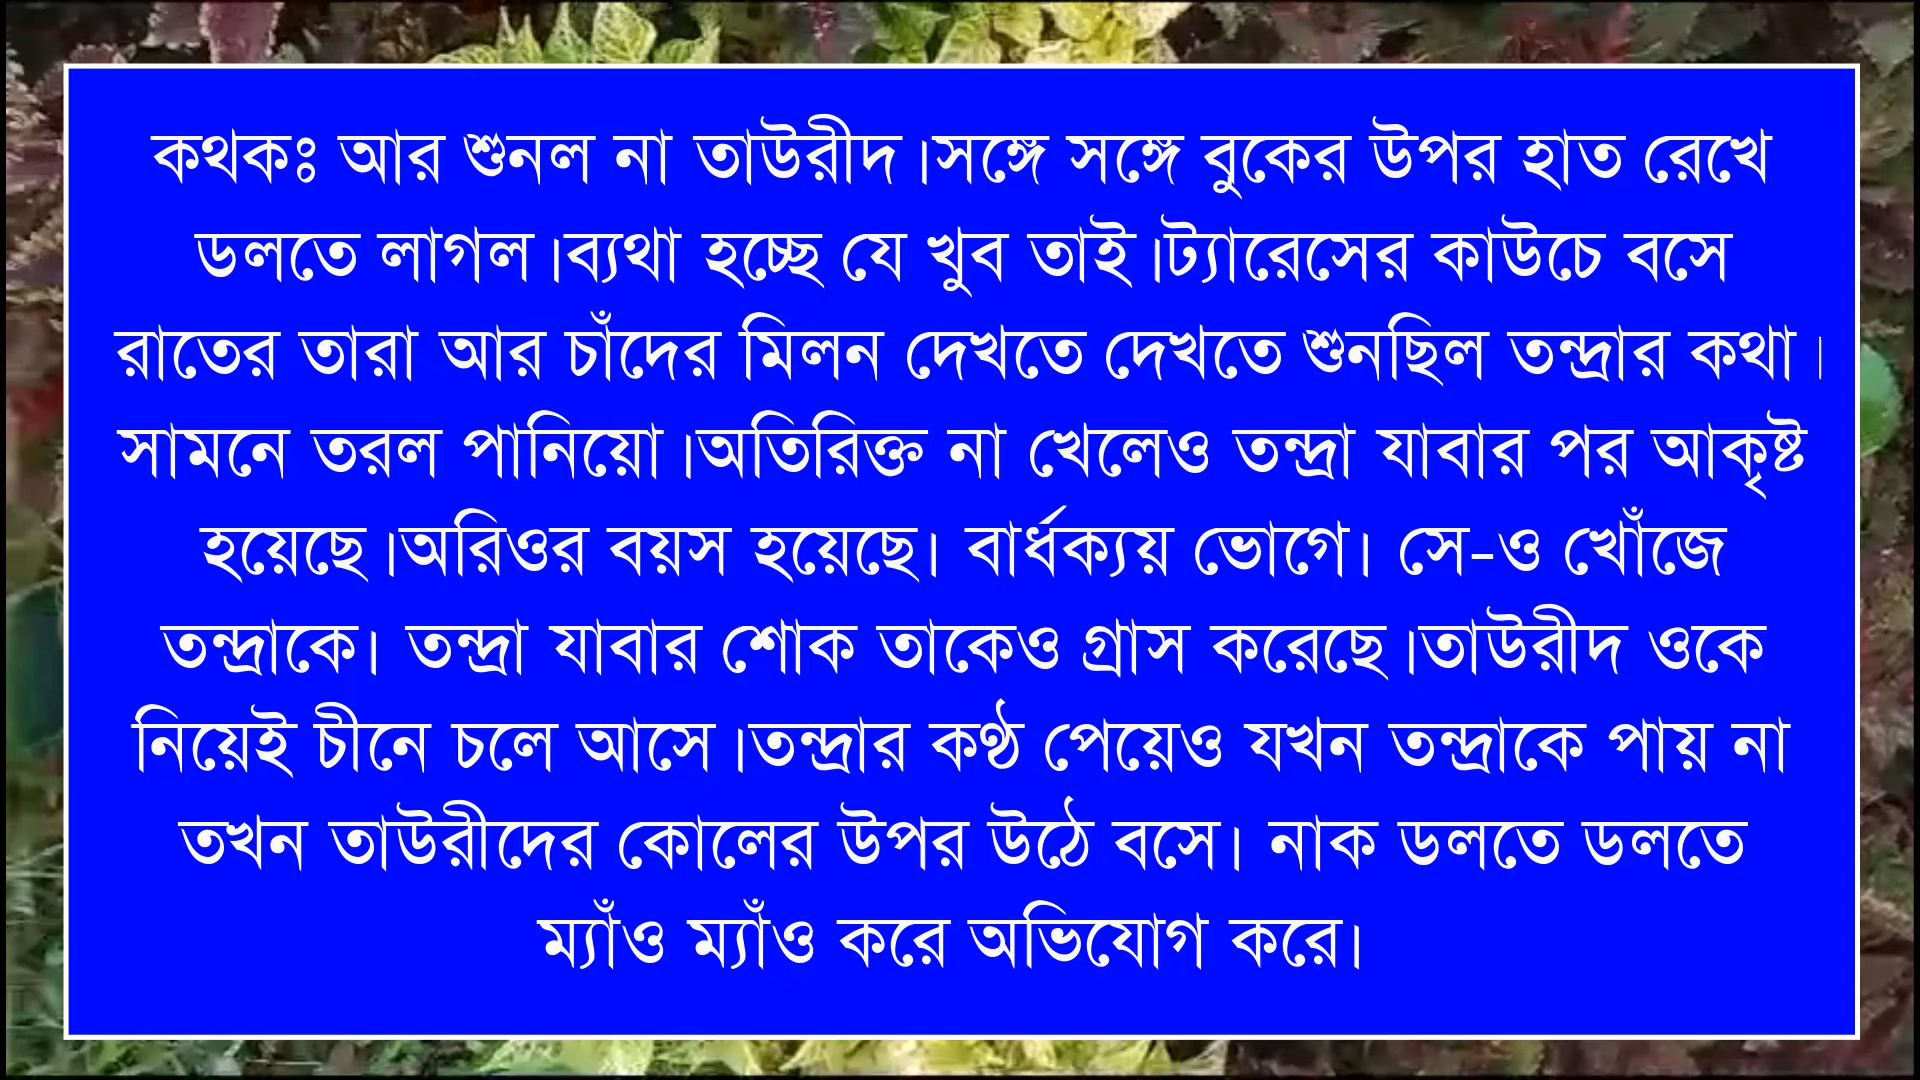 কথকঃ আর শুনল না তাউরীদ।সঙ্গে সঙ্গে বুকের উপর হাত রেখে
ডলতে লাগল।ব্যথা হচ্ছে যে খুব তাই।ট্যারেসের কাউচে বসে
রাতের তারা আর চাঁদের মিলন দেখতে দেখতে শুনছিল তন্দ্রার কথা।
সামনে তরল পানিয়ো।অতিরিক্ত না খেলেও তন্দ্রা যাবার পর আকৃষ্ট
হয়েছে।অরিওর বয়স হয়েছে। বার্ধক্যয় ভোগে। সে-ও খোঁজে
তন্দ্রাকে। তন্দ্রা যাবার শোক তাকেও গ্রাস করেছে।তাউরীদ ওকে
নিয়েই চীনে চলে আসে।তন্দ্রার কণ্ঠ পেয়েও যখন তন্দ্রাকে পায় না
তখন তাউরীদের কোলের উপর উঠে বসে। নাক ডলতে ডলতে
ম্যাঁও ম্যাঁও করে অভিযোগ করে।